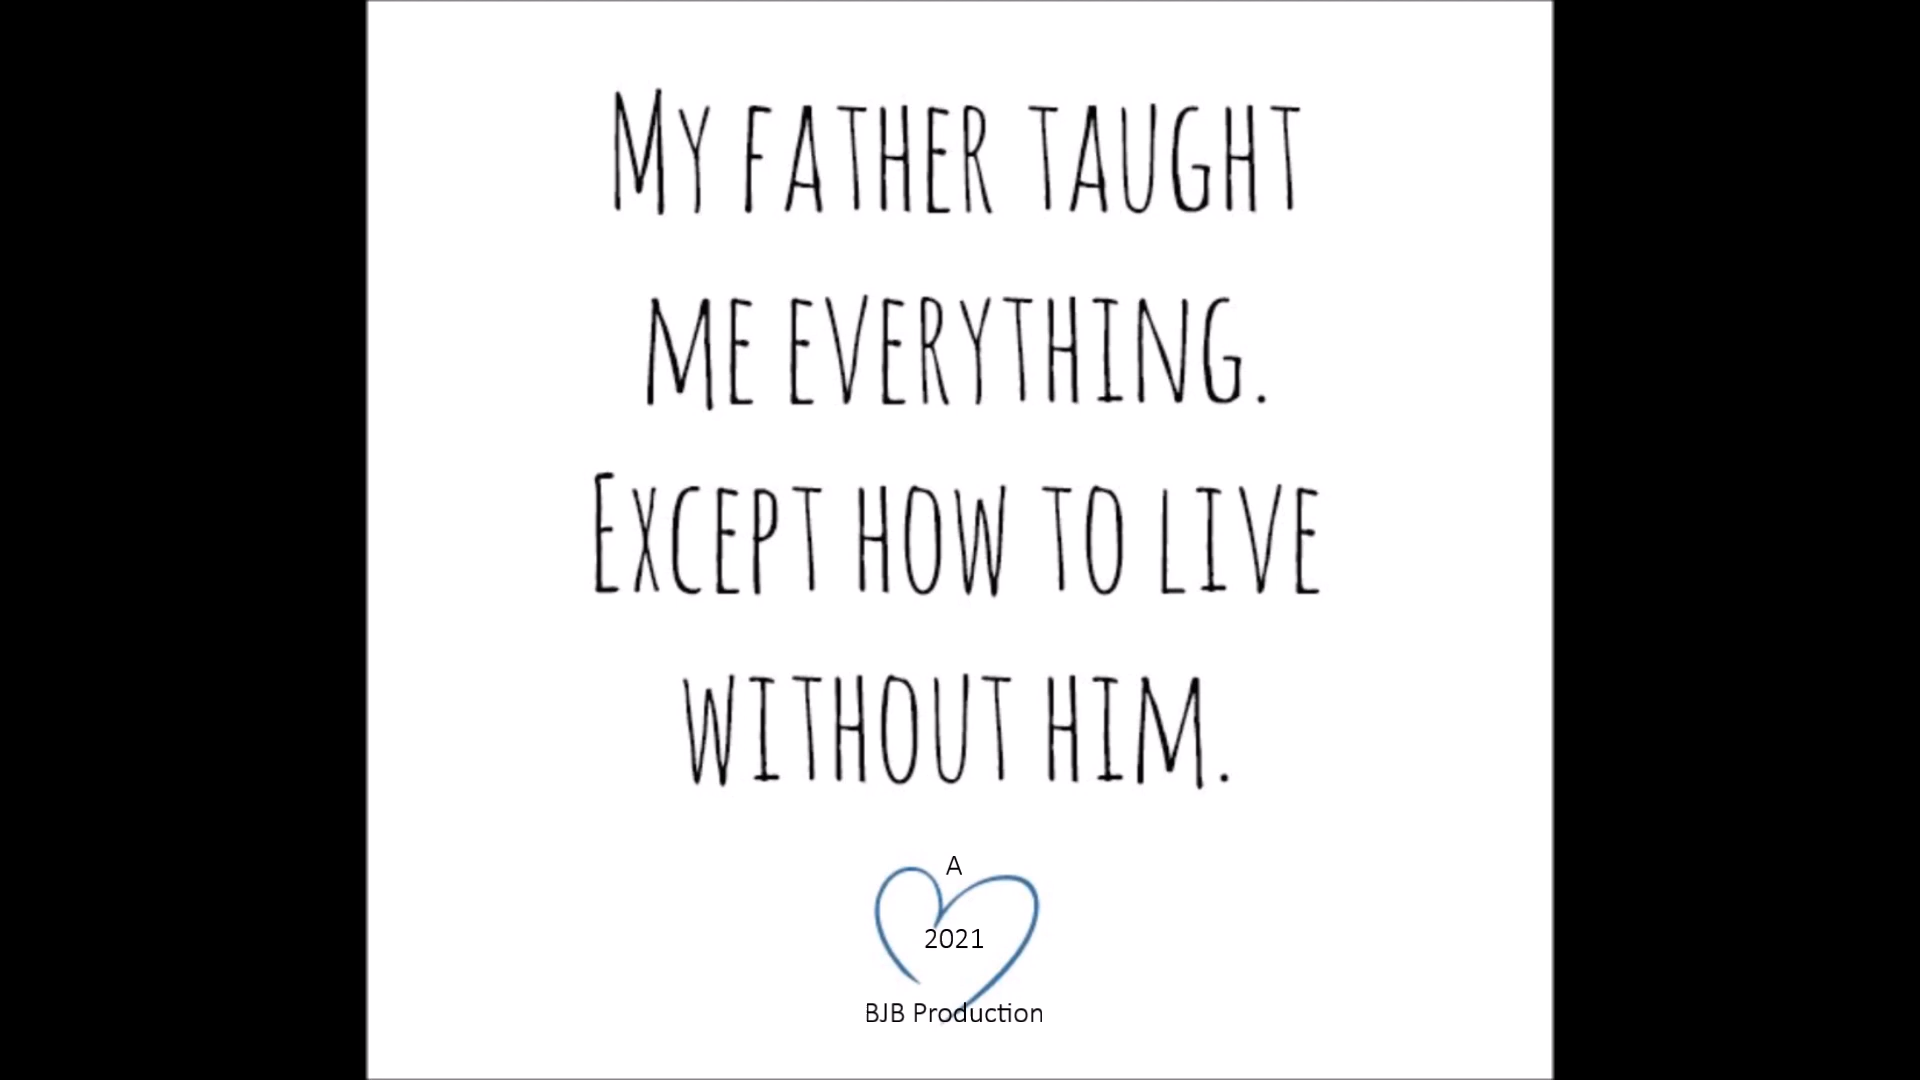 My father taught
me everything.
Except how to live
without him.
A
2021
BJB Production